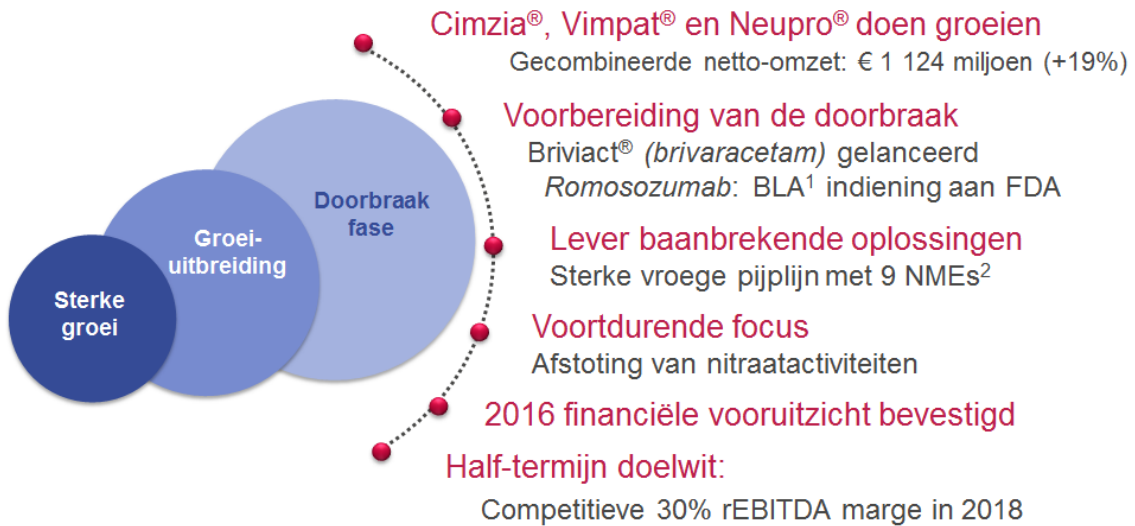 Cimzia®, Vimpat® en Neupro® doen groeien
Gecombineerde netto-omzet: € 1 124 miljoen (+19%)
Voorbereiding van de doorbraak
Briviact® (brivaracetam) gelanceerd
Romosozumab: BLA¹ indiening aan FDA
Lever baanbrekende oplossingen
Sterke vroege pijplijn met 9 NMEs²
Voortdurende focus
Afstoting van nitraatactiviteiten
2016 financiële vooruitzicht bevestigd
Half-termijn doelwit:
Competitieve 30% rEBITDA marge in 2018
Doorbraak
fase
Groei-
uitbreiding
Sterke
groei